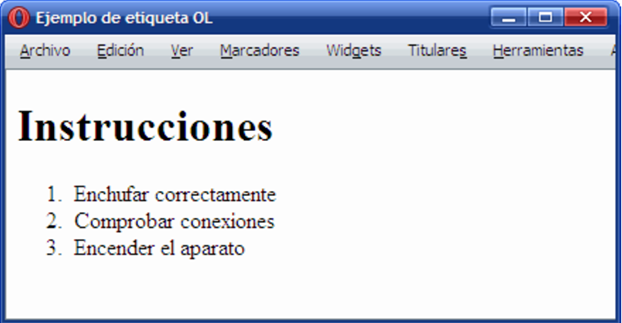 Ejemplo de etiqueta OL
Archivo Edición Ver Marcadores Widgets Titulares Herramientas
Instrucciones
1. Enchufar correctamente
2. Comprobar conexiones
3. Encender el aparato